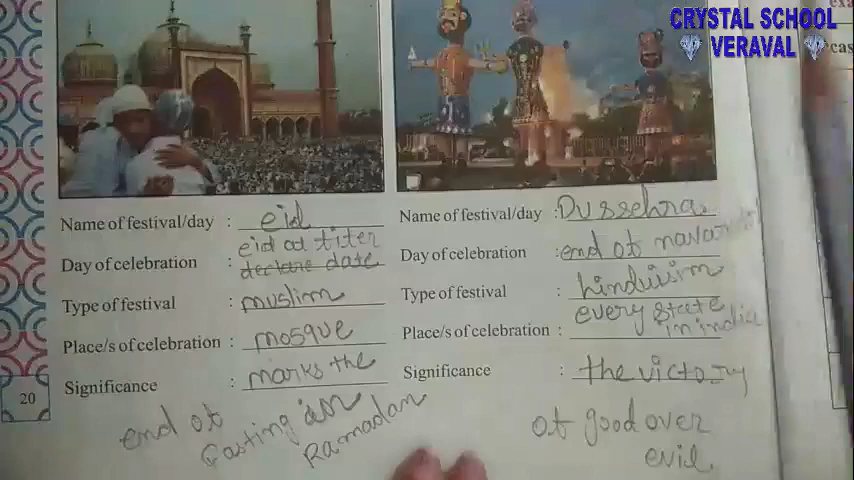 CRYSTAL SCHOOL
VERAVAL
Name of festival/day : eid
eid at titer
Day of celebration : declare date
Type of festival : muslim
Place/s of celebration : mosque
Significance : marks the
end of
fasting in
Ramadan
Name of festival/day : Dussehra
Day of celebration : end of
Type of festival : hinduism
every state
in india
Place/s of celebration :
Significance : the victory
of good over
evil
20